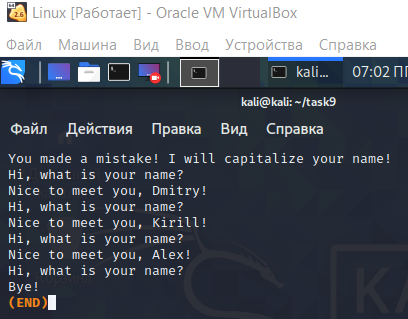 Linux [Работает] - Oracle VM VirtualBox
Файл Машина Вид Ввод Устройства Справка
kali... 07:02 ПП
kali@kali: ~/task9
Файл Действия Правка Вид Справка
You made a mistake! I will capitalize your name!
Hi, what is your name?
Nice to meet you, Dmitry!
Hi, what is your name?
Nice to meet you, Kirill!
Hi, what is your name?
Nice to meet you, Alex!
Hi, what is your name?
Bye!
(END)